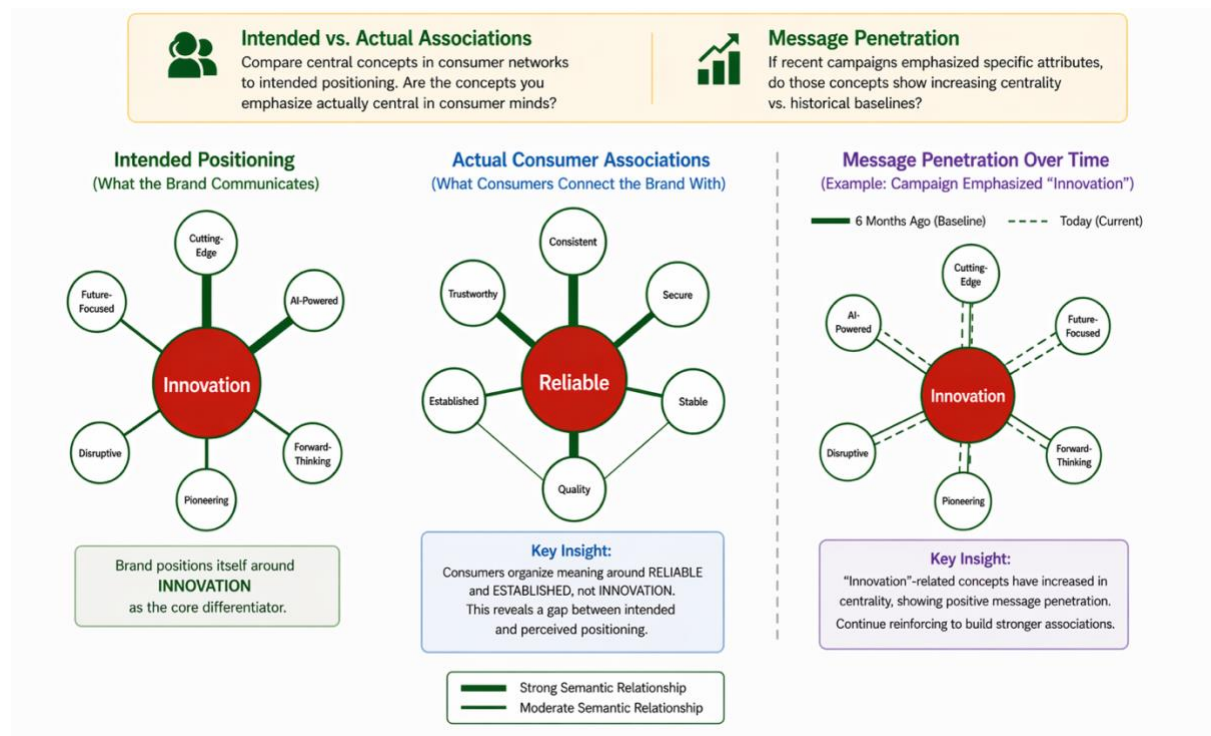 Intended vs. Actual Associations
Compare central concepts in consumer networks
to intended positioning. Are the concepts you
emphasize actually central in consumer minds?
Message Penetration
If recent campaigns emphasized specific attributes,
do those concepts show increasing centrality
vs. historical baselines?
Intended Positioning
(What the Brand Communicates)
Cutting-
Edge
Future-
Focused
AI-Powered
Innovation
Disruptive
Forward-
Thinking
Pioneering
Brand positions itself around
INNOVATION
as the core differentiator.
Actual Consumer Associations
(What Consumers Connect the Brand With)
Consistent
Trustworthy
Secure
Reliable
Established
Stable
Quality
Key Insight:
Consumers organize meaning around RELIABLE
and ESTABLISHED, not INNOVATION.
This reveals a gap between intended
and perceived positioning.
Message Penetration Over Time
(Example: Campaign Emphasized “Innovation”)
6 Months Ago (Baseline)
Today (Current)
Cutting-
Edge
AI-
Powered
Future-
Focused
Innovation
Disruptive
Forward-
Thinking
Pioneering
Key Insight:
“Innovation”-related concepts have increased in
centrality, showing positive message penetration.
Continue reinforcing to build stronger associations.
Strong Semantic Relationship
Moderate Semantic Relationship